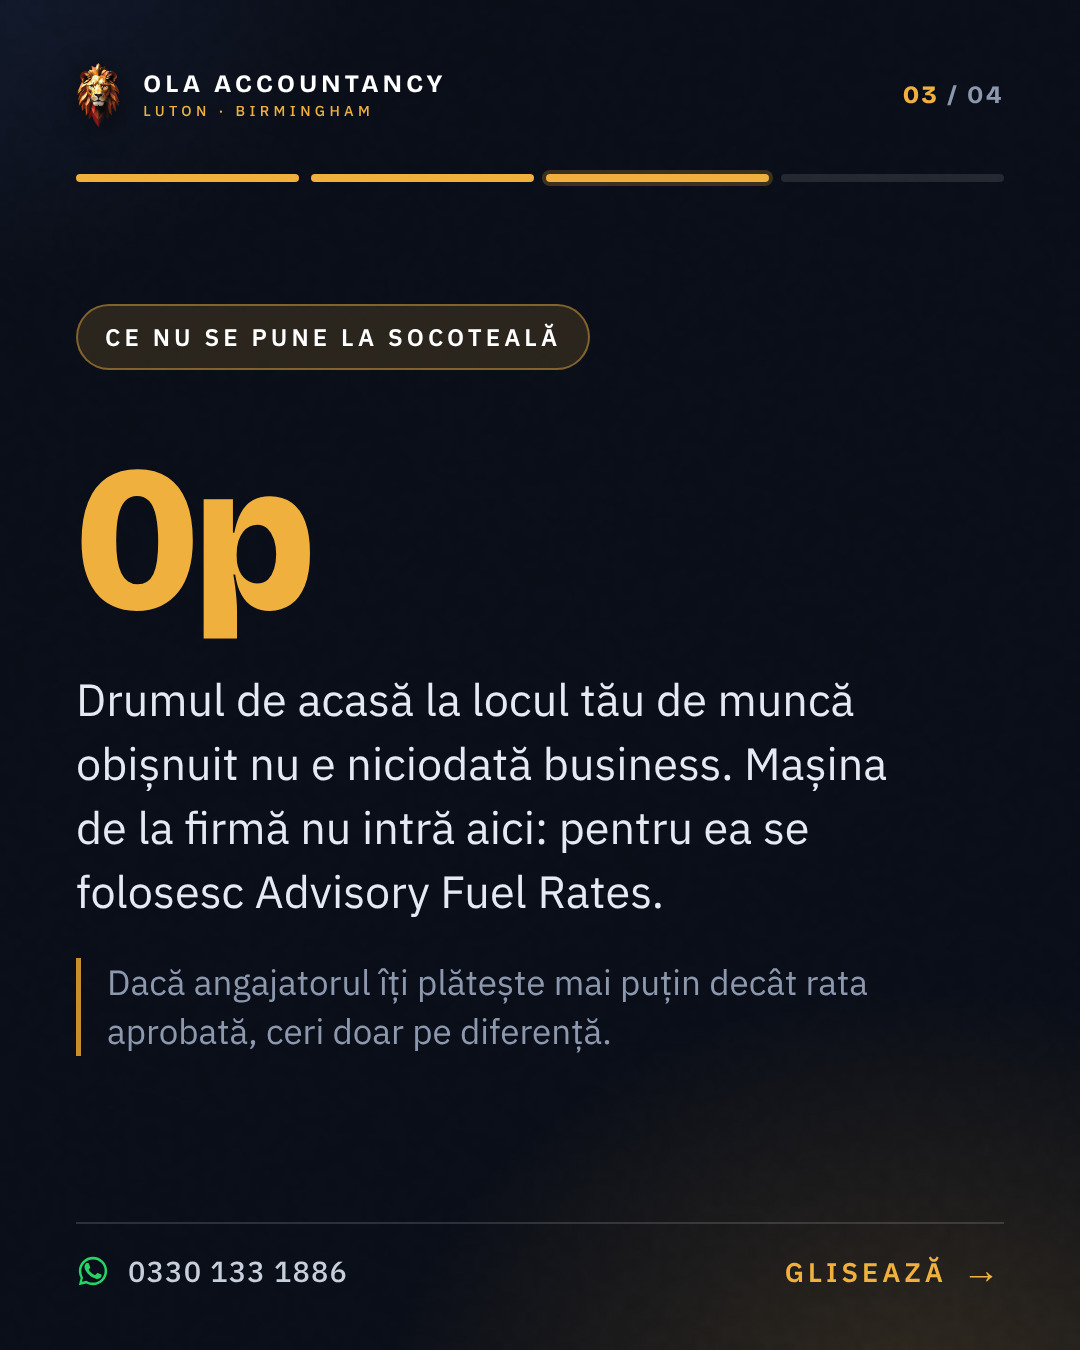 OLA ACCOUNTANCY
LUTON · BIRMINGHAM
03 / 04
CE NU SE PUNE LA SOCOTEALĂ
0p
Drumul de acasă la locul tău de muncă
obișnuit nu e niciodată business. Mașina
de la firmă nu intră aici: pentru ea se
folosesc Advisory Fuel Rates.
Dacă angajatorul îți plătește mai puțin decât rata
aprobată, ceri doar pe diferență.
0330 133 1886
GLISEAZĂ →